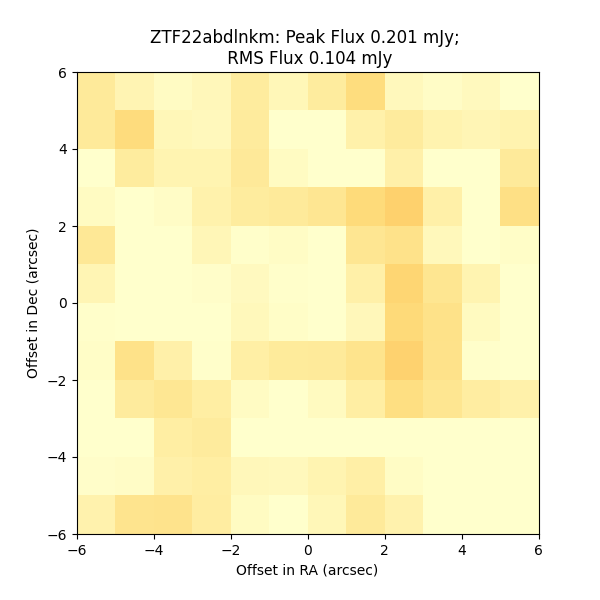 ZTF22abdlnkm: Peak Flux 0.201 mJy;
RMS Flux 0.104 mJy
6
4
2
0
−2
−4
−6
Offset in Dec (arcsec)
−6 −4 −2 0 2 4 6
Offset in RA (arcsec)